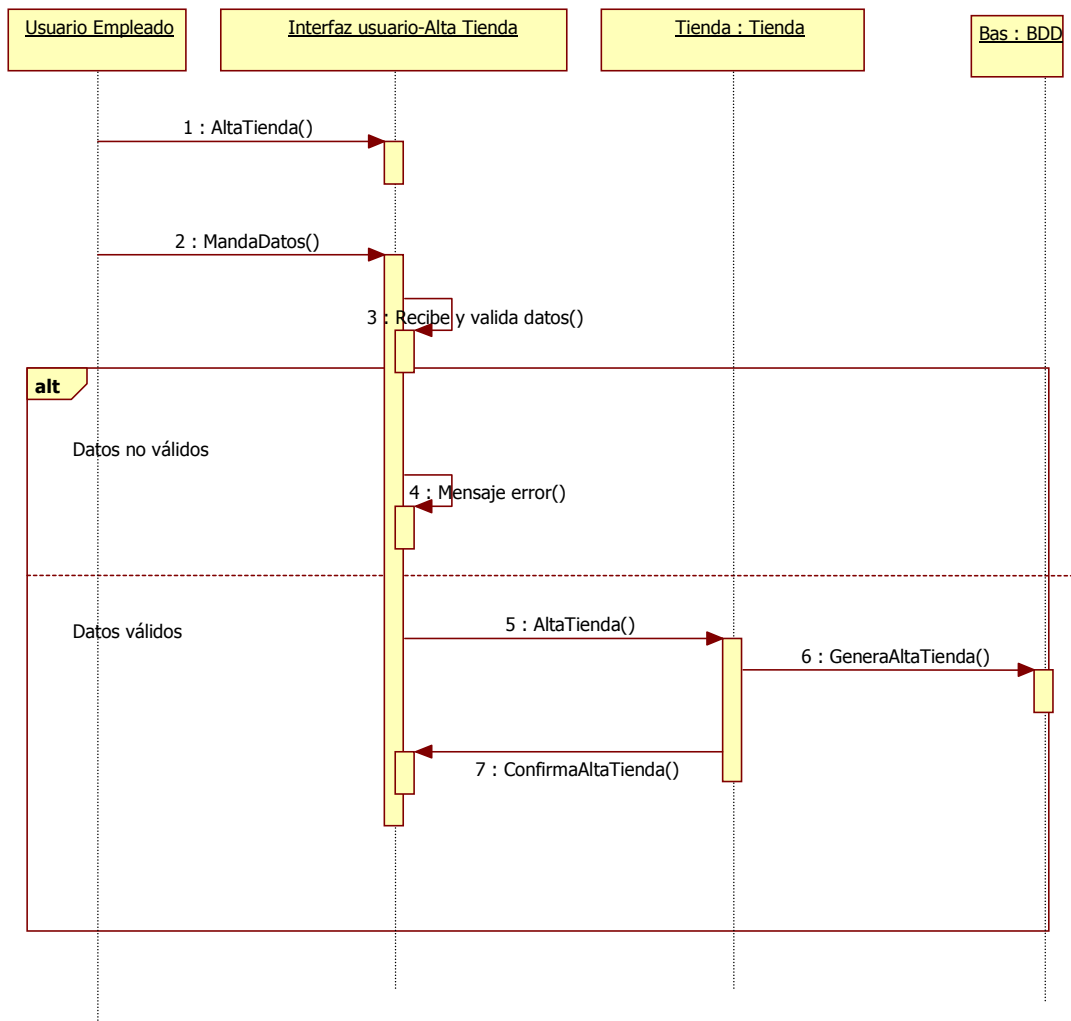 Usuario Empleado
Interfaz usuario-Alta Tienda
Tienda : Tienda
Bas : BDD
1 : AltaTienda()
2 : MandaDatos()
3 : Recibe y valida datos()
alt
Datos no válidos
4 : Mensaje error()
Datos válidos
5 : AltaTienda()
6 : GeneraAltaTienda()
7 : ConfirmaAltaTienda()